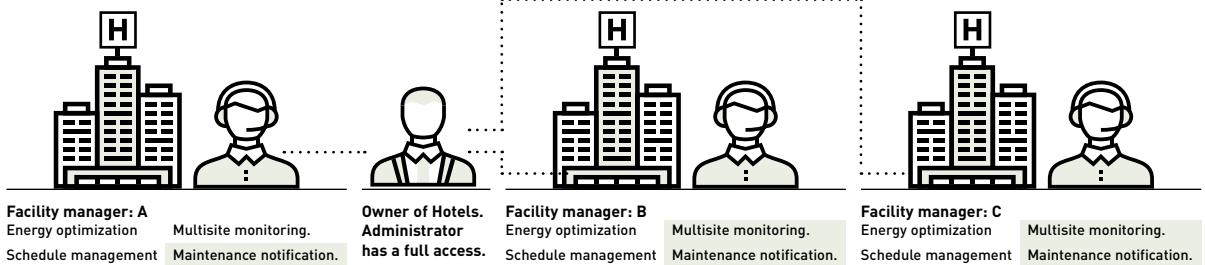 H
H
H
Facility manager: A
Energy optimization
Multisite monitoring.
Schedule management
Maintenance notification.
Owner of Hotels.
Administrator
has a full access.
Facility manager: B
Energy optimization
Multisite monitoring.
Schedule management
Maintenance notification.
Facility manager: C
Energy optimization
Multisite monitoring.
Schedule management
Maintenance notification.